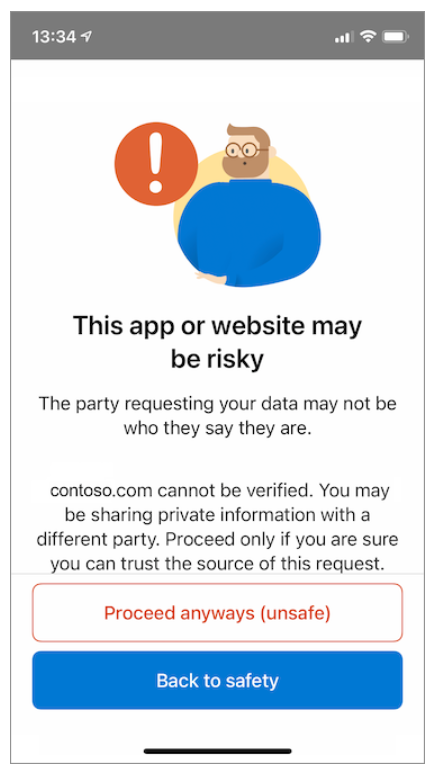 13:34
This app or website may
be risky
The party requesting your data may not be
who they say they are.
contoso.com cannot be verified. You may
be sharing private information with a
different party. Proceed only if you are sure
you can trust the source of this request.
Proceed anyways (unsafe)
Back to safety